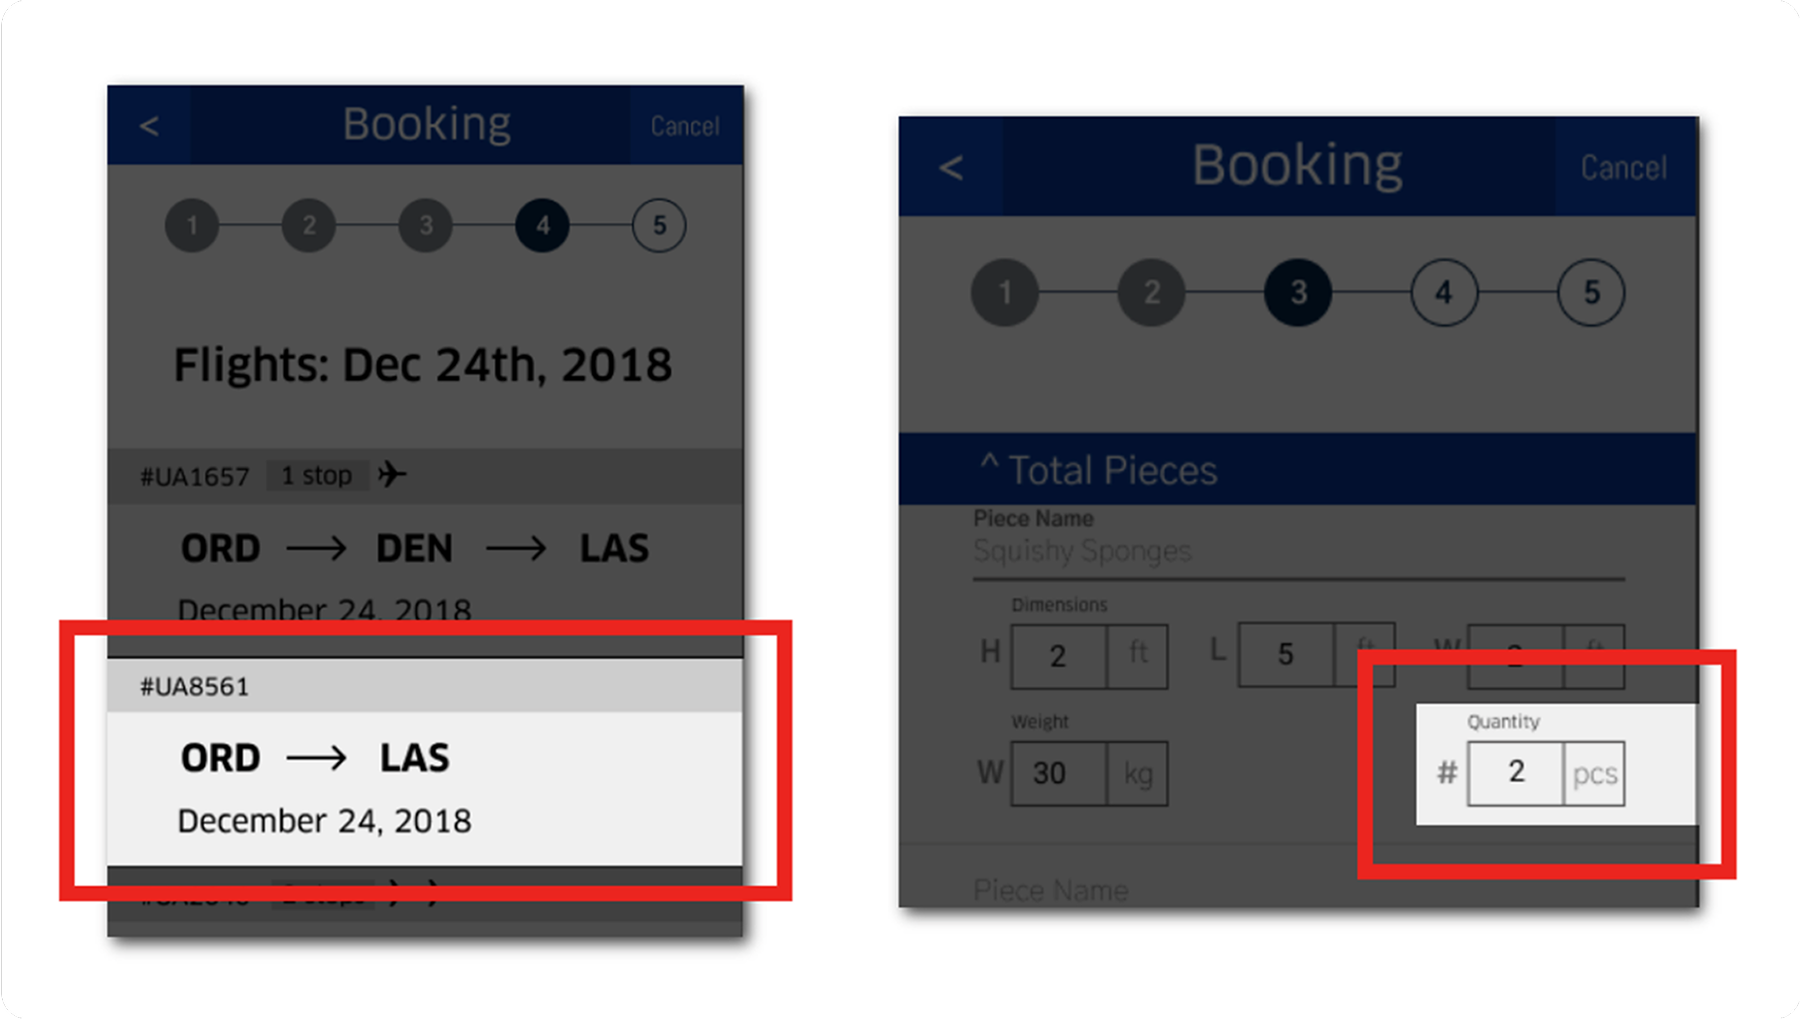 < Booking Cancel
1 2 3 4 5
Flights: Dec 24th, 2018
#UA1657 1 stop
ORD → DEN → LAS
December 24, 2018
#UA8561
ORD → LAS
December 24, 2018
< Booking Cancel
1 2 3 4 5
^ Total Pieces
Piece Name
Squishy Sponges
Dimensions
H 2 ft L 5 ft W 2 ft
Weight Quantity
W 30 kg # 2 pcs
Piece Name